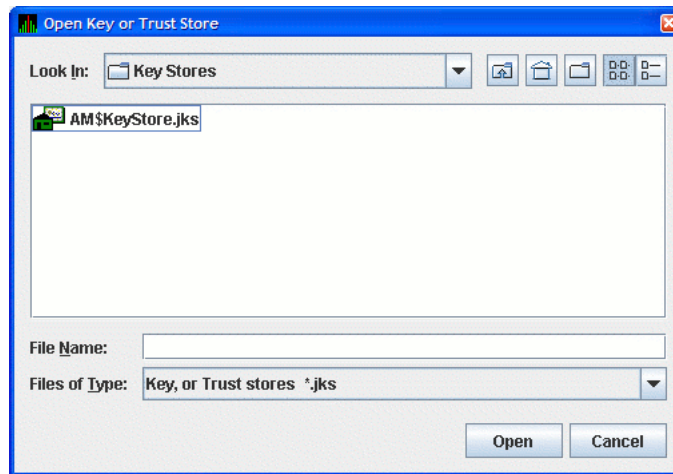 Open Key or Trust Store
Look In: Key Stores
AM$KeyStore.jks
File Name:
Files of Type: Key, or Trust stores *.jks
Open Cancel